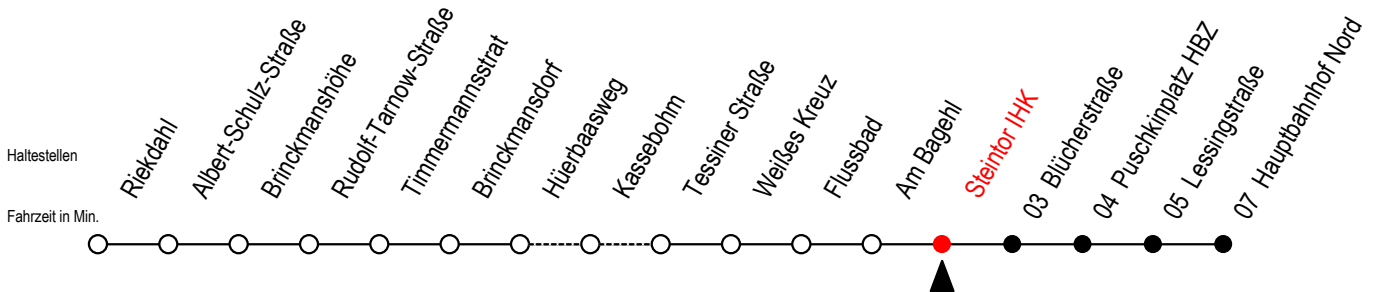 Haltestellen
Riekdahl
Albert-Schulz-Straße
Brinckmanshöhe
Rudolf-Tarnow-Straße
Timmermannsstrat
Brinckmansdorf
Hüerbaasweg
Kassebohm
Tessiner Straße
Weißes Kreuz
Flussbad
Am Bagehl
Steintor IHK
03 Blücherstraße
04 Puschkinplatz HBZ
05 Lessingstraße
07 Hauptbahnhof Nord
Fahrzeit in Min.